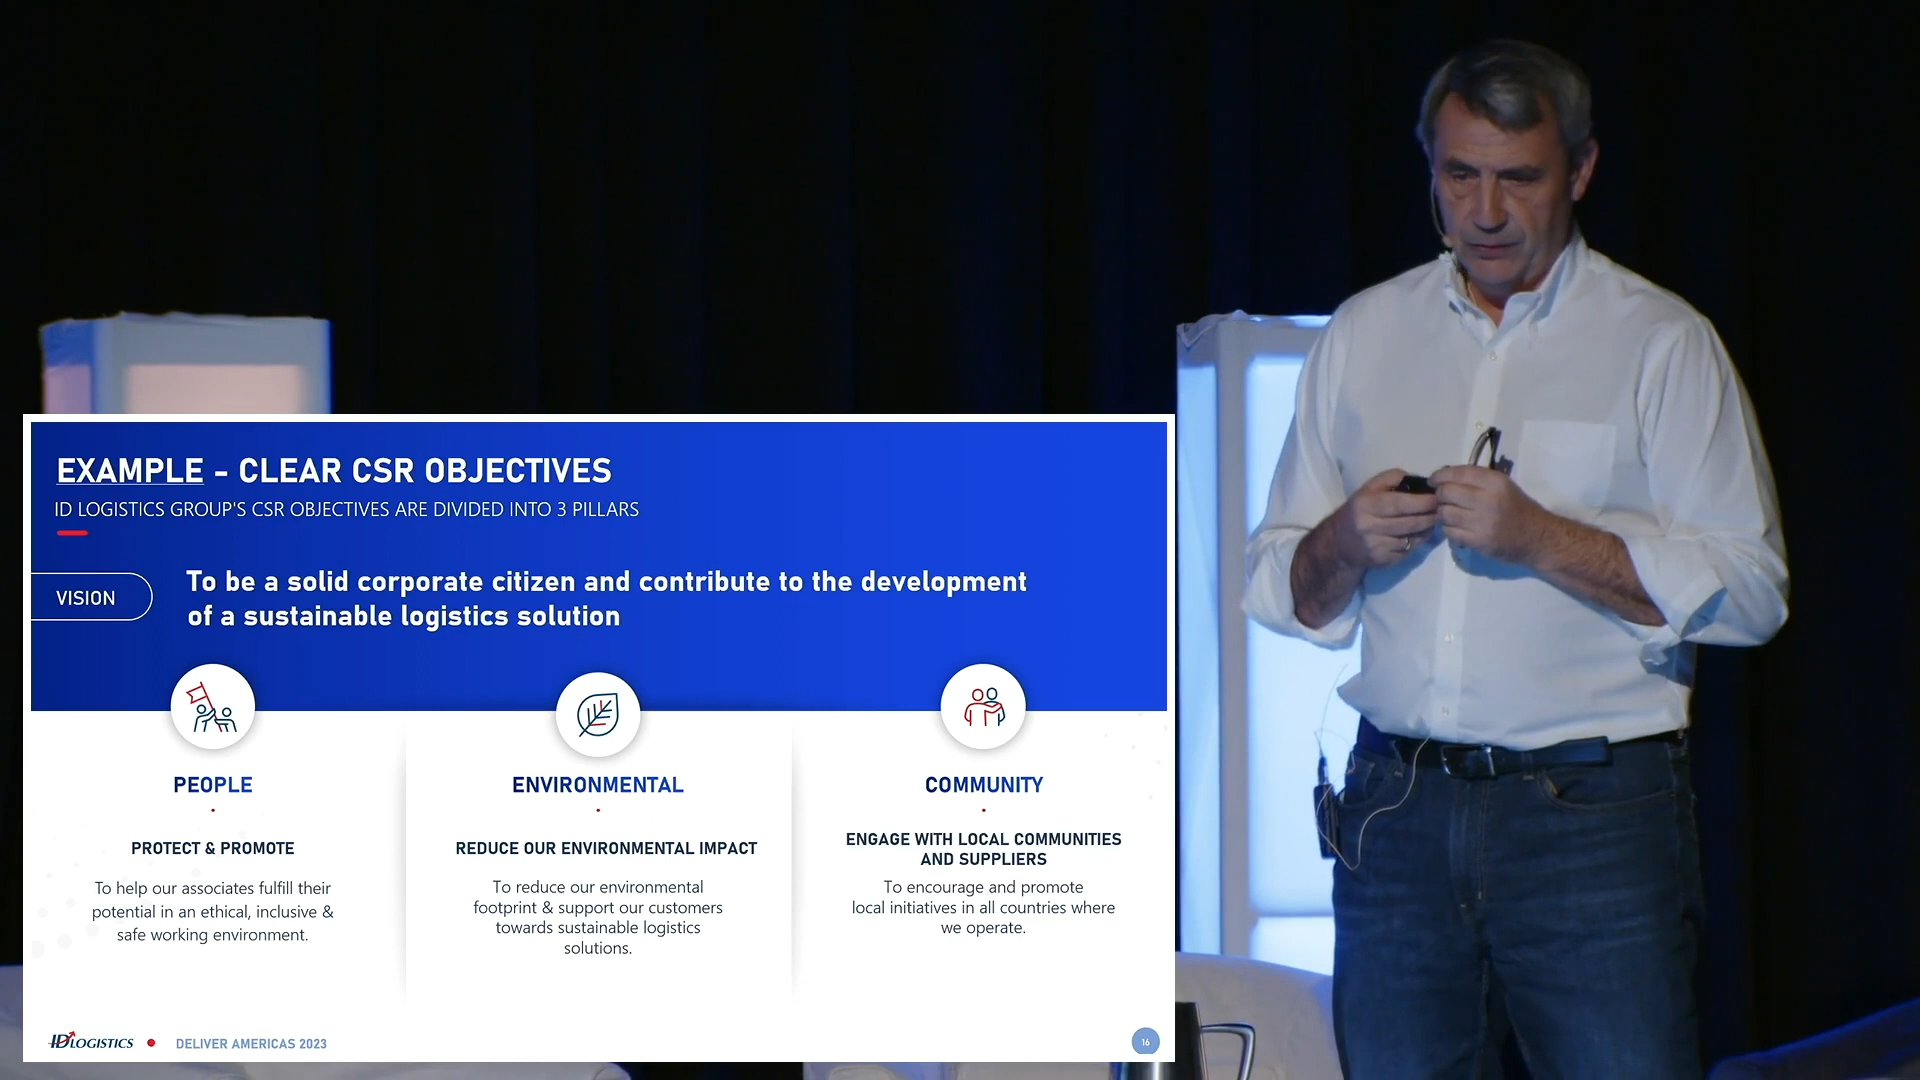 EXAMPLE - CLEAR CSR OBJECTIVES
ID LOGISTICS GROUP'S CSR OBJECTIVES ARE DIVIDED INTO 3 PILLARS
VISION
To be a solid corporate citizen and contribute to the development
of a sustainable logistics solution
PEOPLE
PROTECT & PROMOTE
To help our associates fulfill their
potential in an ethical, inclusive &
safe working environment.
ENVIRONMENTAL
REDUCE OUR ENVIRONMENTAL IMPACT
To reduce our environmental
footprint & support our customers
towards sustainable logistics
solutions.
COMMUNITY
ENGAGE WITH LOCAL COMMUNITIES
AND SUPPLIERS
To encourage and promote
local initiatives in all countries where
we operate.
ID LOGISTICS
DELIVER AMERICAS 2023
16